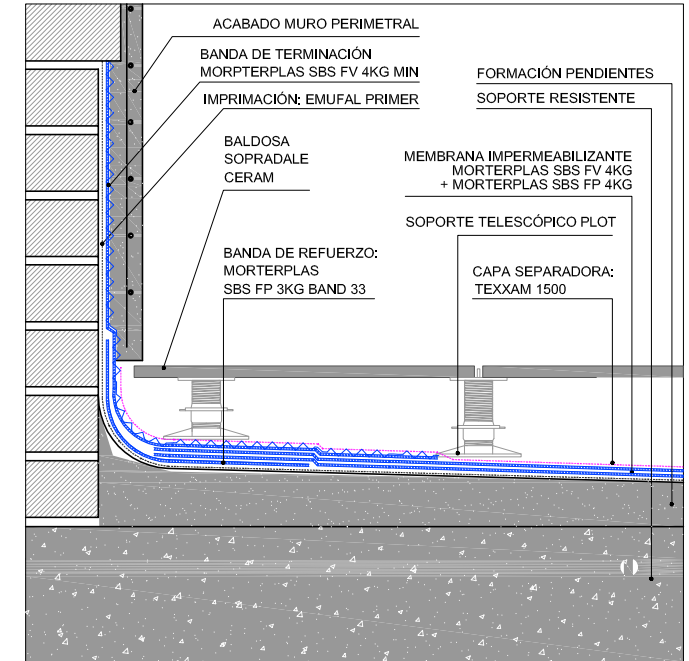 ACABADO MURO PERIMETRAL
BANDA DE TERMINACIÓN
MORPTERPLAS SBS FV 4KG MIN
IMPRIMACIÓN: EMUFAL PRIMER
BALDOSA
SOPRADALE
CERAM
BANDA DE REFUERZO:
MORTERPLAS
SBS FP 3KG BAND 33
FORMACIÓN PENDIENTES
SOPORTE RESISTENTE
MEMBRANA IMPERMEABILIZANTE
MORTERPLAS SBS FV 4KG
+ MORTERPLAS SBS FP 4KG
SOPORTE TELESCÓPICO PLOT
CAPA SEPARADORA:
TEXXAM 1500